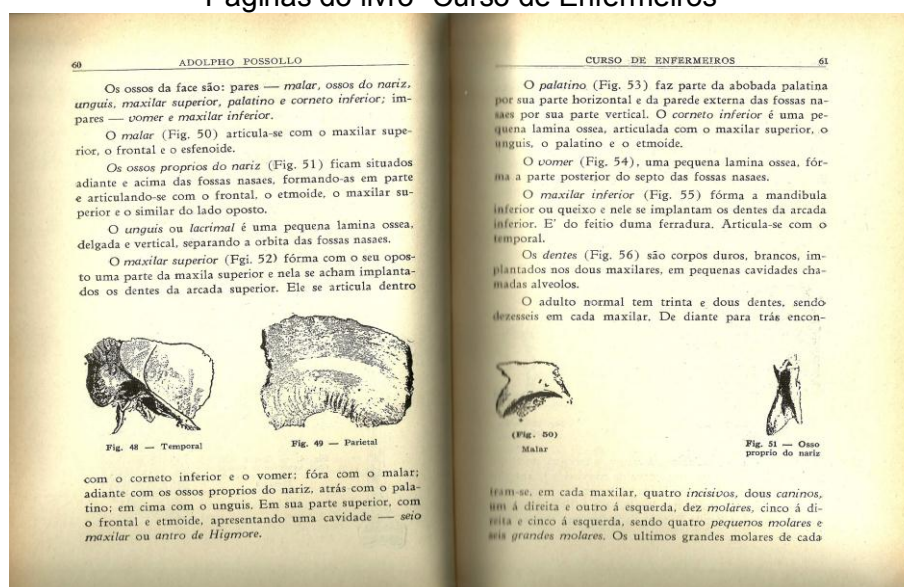 Páginas do livro "Curso de Enfermeiros"
60 ADOLPHO POSSOLLO
Os ossos da face são: pares — malar, ossos do nariz,
unguis, maxilar superior, palatino e corneto inferior; im-
pares — vomer e maxilar inferior.
O malar (Fig. 50) articula-se com o maxilar supe-
rior, o frontal e o esfenoide.
Os ossos proprios do nariz (Fig. 51) ficam situados
adiante e acima das fossas nasaes, formando-as em parte
e articulando-se com o frontal, o etmoide, o maxilar su-
perior e o similar do lado oposto.
O unguis ou lacrimal é uma pequena lamina ossea,
delgada e vertical, separando a orbita das fossas nasaes.
O maxilar superior (Fgi. 52) fórma com o seu opos-
to uma parte da maxila superior e nela se acham implanta-
dos os dentes da arcada superior. Ele se articula dentro
Fig. 48 — Temporal
Fig. 49 — Parietal
com o corneto inferior e o vomer; fóra com o malar;
adiante com os ossos proprios do nariz, atrás com o pala-
tino; em cima com o unguis. Em sua parte superior, com
o frontal e etmoide, apresentando uma cavidade — seio
maxilar ou antro de Higmore.
CURSO DE ENFERMEIROS 61
O palatino (Fig. 53) faz parte da abobada palatina
por sua parte horizontal e da parede externa das fossas na-
saes por sua parte vertical. O corneto inferior é uma pe-
quena lamina ossea, articulada com o maxilar superior, o
unguis, o palatino e o etmoide.
O vomer (Fig. 54), uma pequena lamina ossea, fór-
ma a parte posterior do septo das fossas nasaes.
O maxilar inferior (Fig. 55) fórma a mandibula
inferior ou queixo e nele se implantam os dentes da arcada
inferior. E' do feitio duma ferradura. Articula-se com o
temporal.
Os dentes (Fig. 56) são corpos duros, brancos, im-
plantados nos dous maxilares, em pequenas cavidades cha-
madas alveolos.
O adulto normal tem trinta e dous dentes, sendo
dezesseis em cada maxilar. De diante para trás encon-
(Fig. 50)
Malar
Fig. 51 — Osso
proprio do nariz
tram-se, em cada maxilar, quatro incisivos, dous caninos,
um á direita e outro á esquerda, dez molares, cinco á di-
reita e cinco á esquerda, sendo quatro pequenos molares e
seis grandes molares. Os ultimos grandes molares de cada